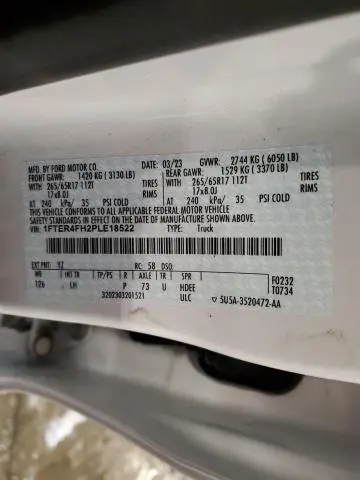 MFD. BY FORD MOTOR CO.
DATE: 03/23 GVWR: 2744 KG ( 6050 LB)
FRONT GAWR: 1420 KG ( 3130 LB)
REAR GAWR: 1529 KG ( 3370 LB)
265/65R17 112T TIRES 265/65R17 112T TIRES
17x8.0J RIMS 17x8.0J RIMS
AT 240 kPa/ 35 PSI COLD AT 240 kPa/ 35 PSI COLD
THIS VEHICLE CONFORMS TO ALL APPLICABLE FEDERAL MOTOR VEHICLE
SAFETY STANDARDS IN EFFECT ON THE DATE OF MANUFACTURE SHOWN ABOVE.
VIN: 1FTER4FH2PLE18522 TYPE: Truck
EXT PNT: YZ RC: 58 DSO: F0232
WB INT TR TP/PS R AXLE TR SPR T0734
126 LH P 73 U HDEE
3202303201521 ULC 5U5A-3520472-AA